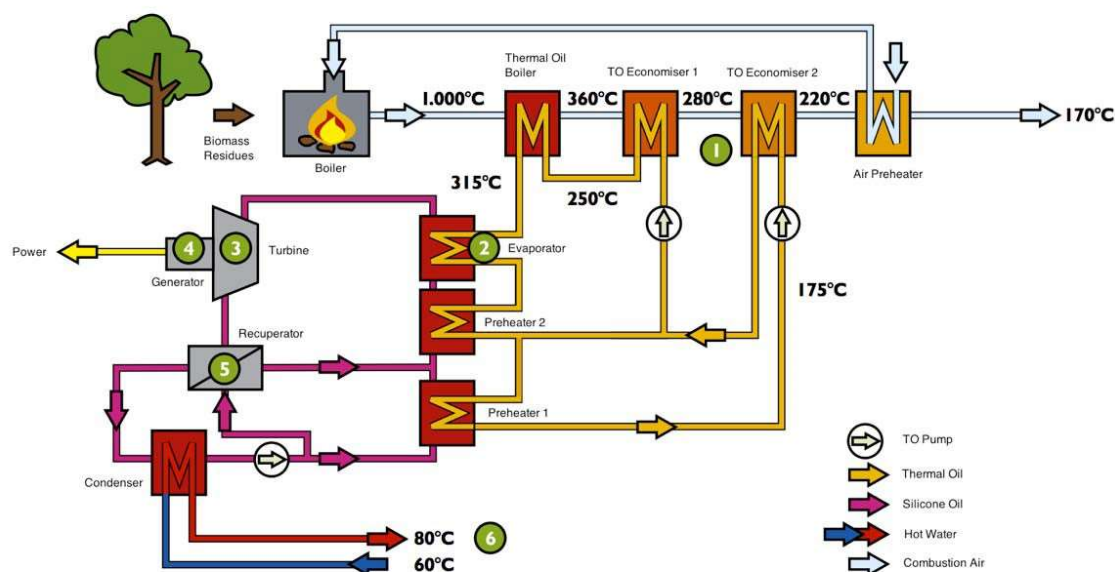 Thermal Oil
Boiler
TO Economiser 1
TO Economiser 2
1.000°C
360°C
280°C
220°C
170°C
Biomass
Residues
Boiler
1
Air Preheater
315°C
250°C
Power
4
3
Turbine
2
Evaporator
Generator
175°C
Preheater 2
Recuperator
5
Preheater 1
TO Pump
Condenser
Thermal Oil
Silicone Oil
80°C
6
Hot Water
60°C
Combustion Air